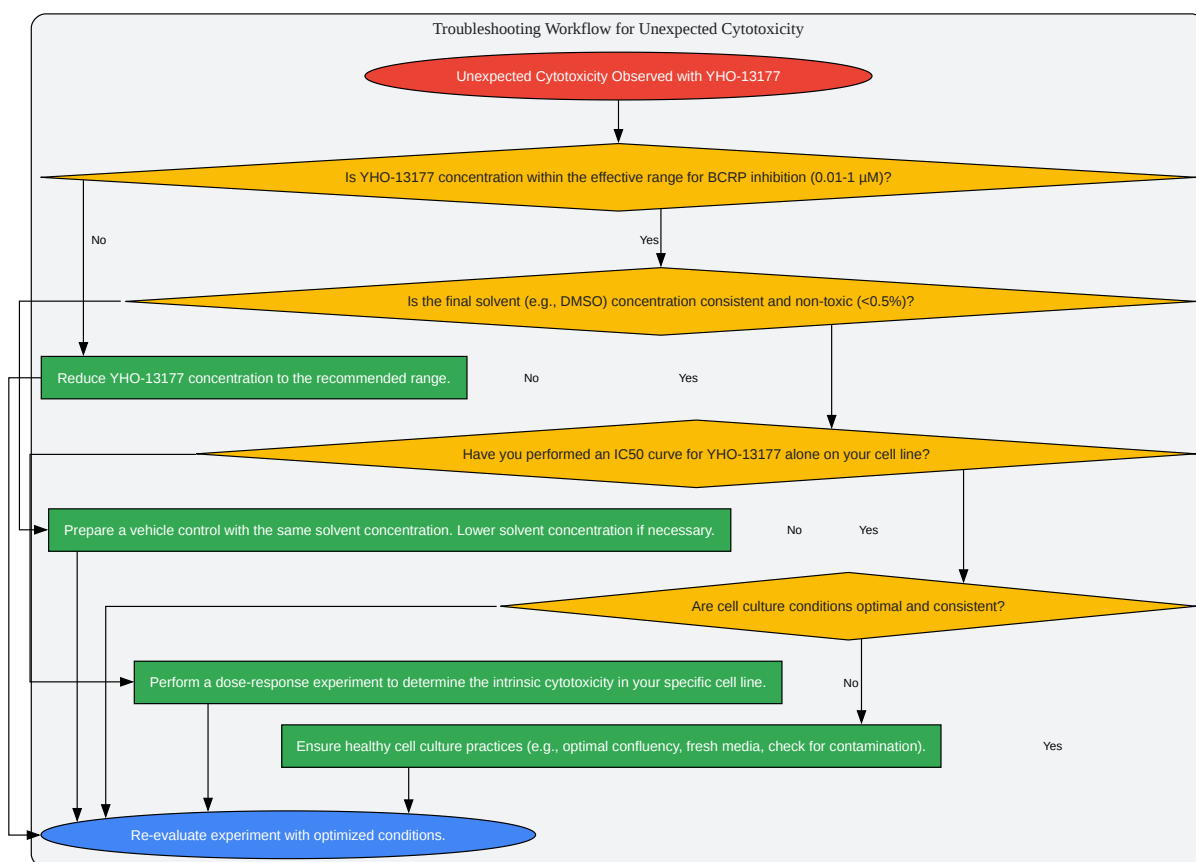 Troubleshooting Workflow for Unexpected Cytotoxicity
Unexpected Cytotoxicity Observed with YHO-13177
Is YHO-13177 concentration within the effective range for BCRP inhibition (0.01-1 µM)?
No
Yes
Is the final solvent (e.g., DMSO) concentration consistent and non-toxic (<0.5%)?
Reduce YHO-13177 concentration to the recommended range.
No
Yes
Have you performed an IC50 curve for YHO-13177 alone on your cell line?
Prepare a vehicle control with the same solvent concentration. Lower solvent concentration if necessary.
No
Yes
Are cell culture conditions optimal and consistent?
Perform a dose-response experiment to determine the intrinsic cytotoxicity in your specific cell line.
No
Ensure healthy cell culture practices (e.g., optimal confluency, fresh media, check for contamination).
Yes
Re-evaluate experiment with optimized conditions.